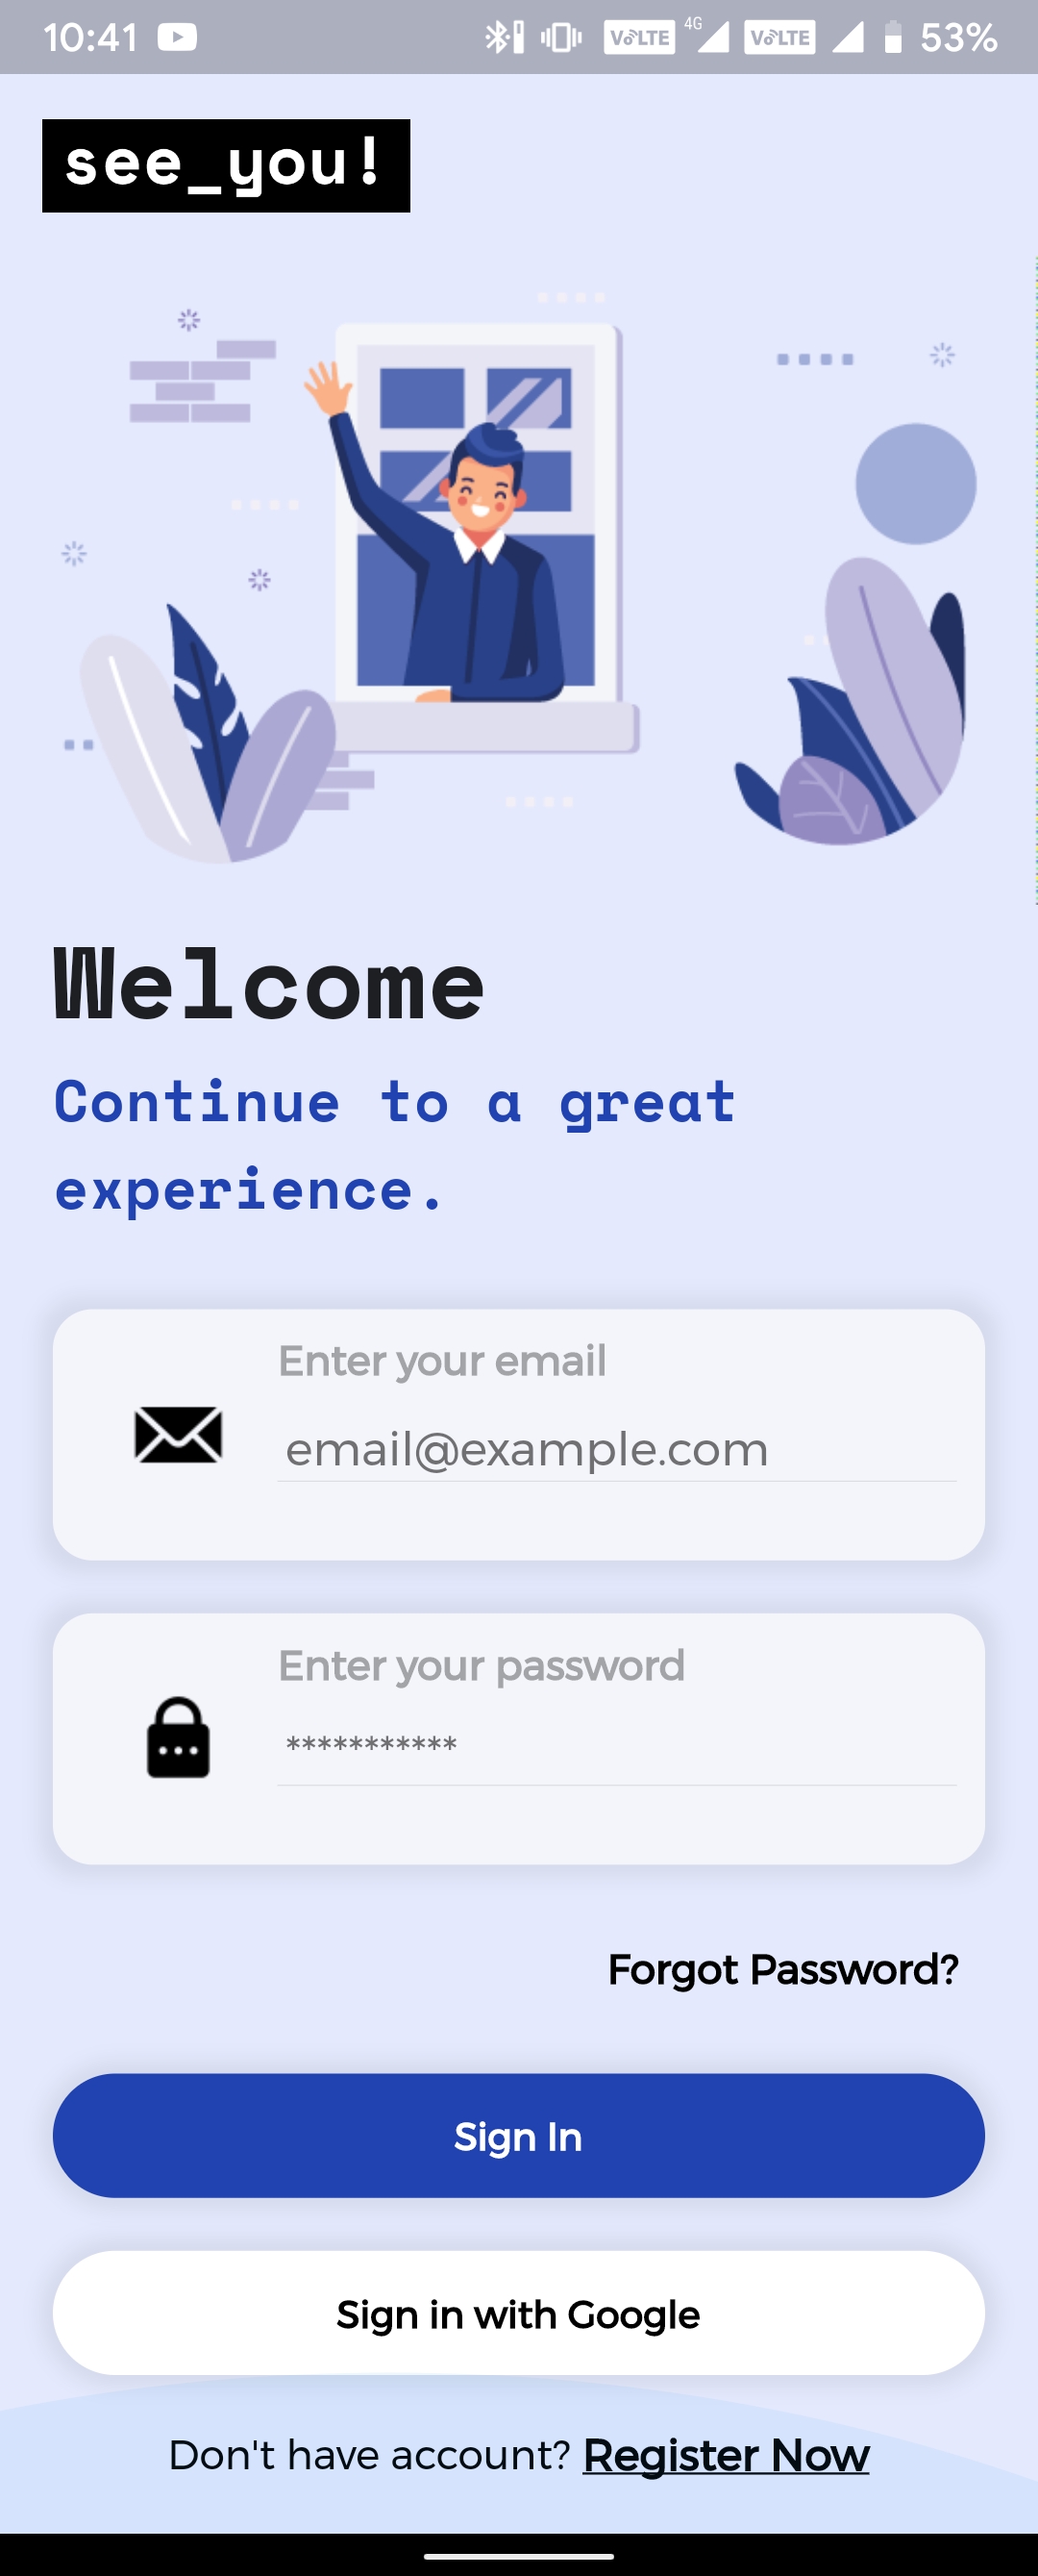 10:41 VoLTE 4G VoLTE 53%
see_you!
Welcome
Continue to a great
experience.
Enter your email
email@example.com
Enter your password
***********
Forgot Password?
Sign In
Sign in with Google
Don't have account? Register Now